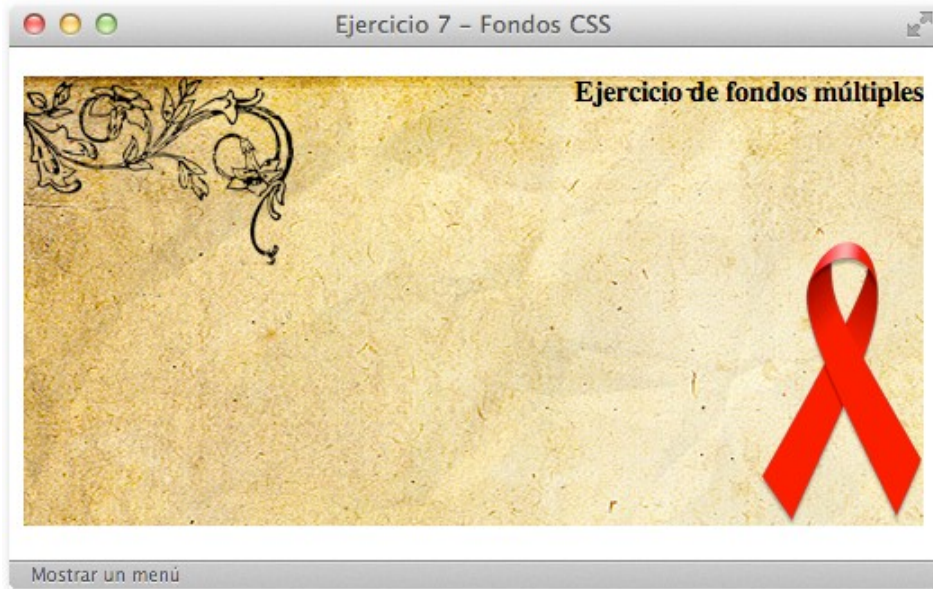 Ejercicio 7 – Fondos CSS
Ejercicio de fondos múltiples
Mostrar un menú